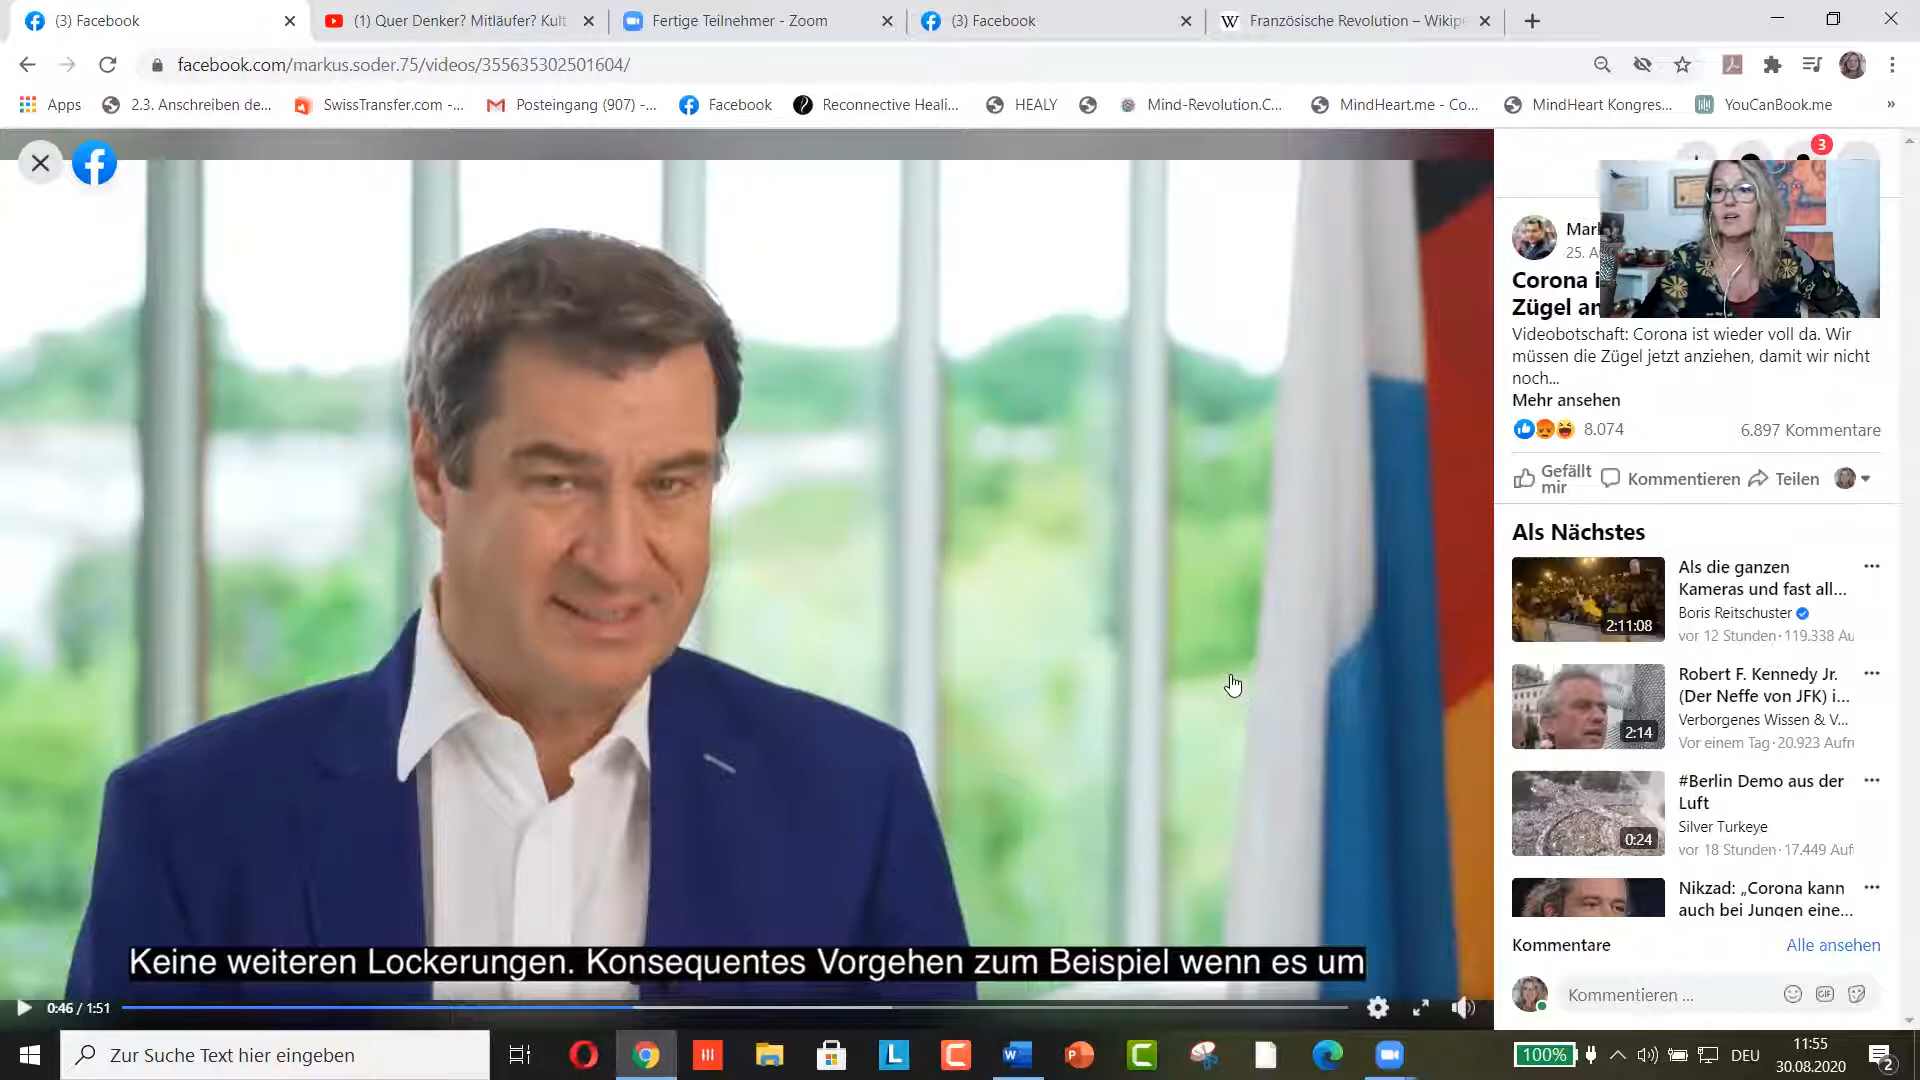 (3) Facebook
(1) Quer Denker? Mitläufer? Kult
Fertige Teilnehmer - Zoom
(3) Facebook
Französische Revolution – Wikipe
facebook.com/markus.soder.75/videos/355635302501604/
Apps
2.3. Anschreiben de...
SwissTransfer.com -...
Posteingang (907) -...
Facebook
Reconnective Heali...
HEALY
Mind-Revolution.C...
MindHeart.me - Co...
MindHeart Kongres...
YouCanBook.me
»
3
25. A
Corona i
Zügel an
Videobotschaft: Corona ist wieder voll da. Wir
müssen die Zügel jetzt anziehen, damit wir nicht
noch...
Mehr ansehen
8.074
6.897 Kommentare
Gefällt
mir
Kommentieren
Teilen
Als Nächstes
Als die ganzen
Kameras und fast all...
Boris Reitschuster
vor 12 Stunden · 119.338 Au
2:11:08
Robert F. Kennedy Jr.
(Der Neffe von JFK) i...
Verborgenes Wissen & V...
Vor einem Tag · 20.923 Aufr
2:14
#Berlin Demo aus der
Luft
Silver Turkeye
vor 18 Stunden · 17.449 Auf
0:24
Nikzad: „Corona kann
auch bei Jungen eine...
Kommentare
Alle ansehen
Kommentieren ...
GIF
Keine weiteren Lockerungen. Konsequentes Vorgehen zum Beispiel wenn es um
0:46 / 1:51
Zur Suche Text hier eingeben
100%
DEU
11:55
30.08.2020
2